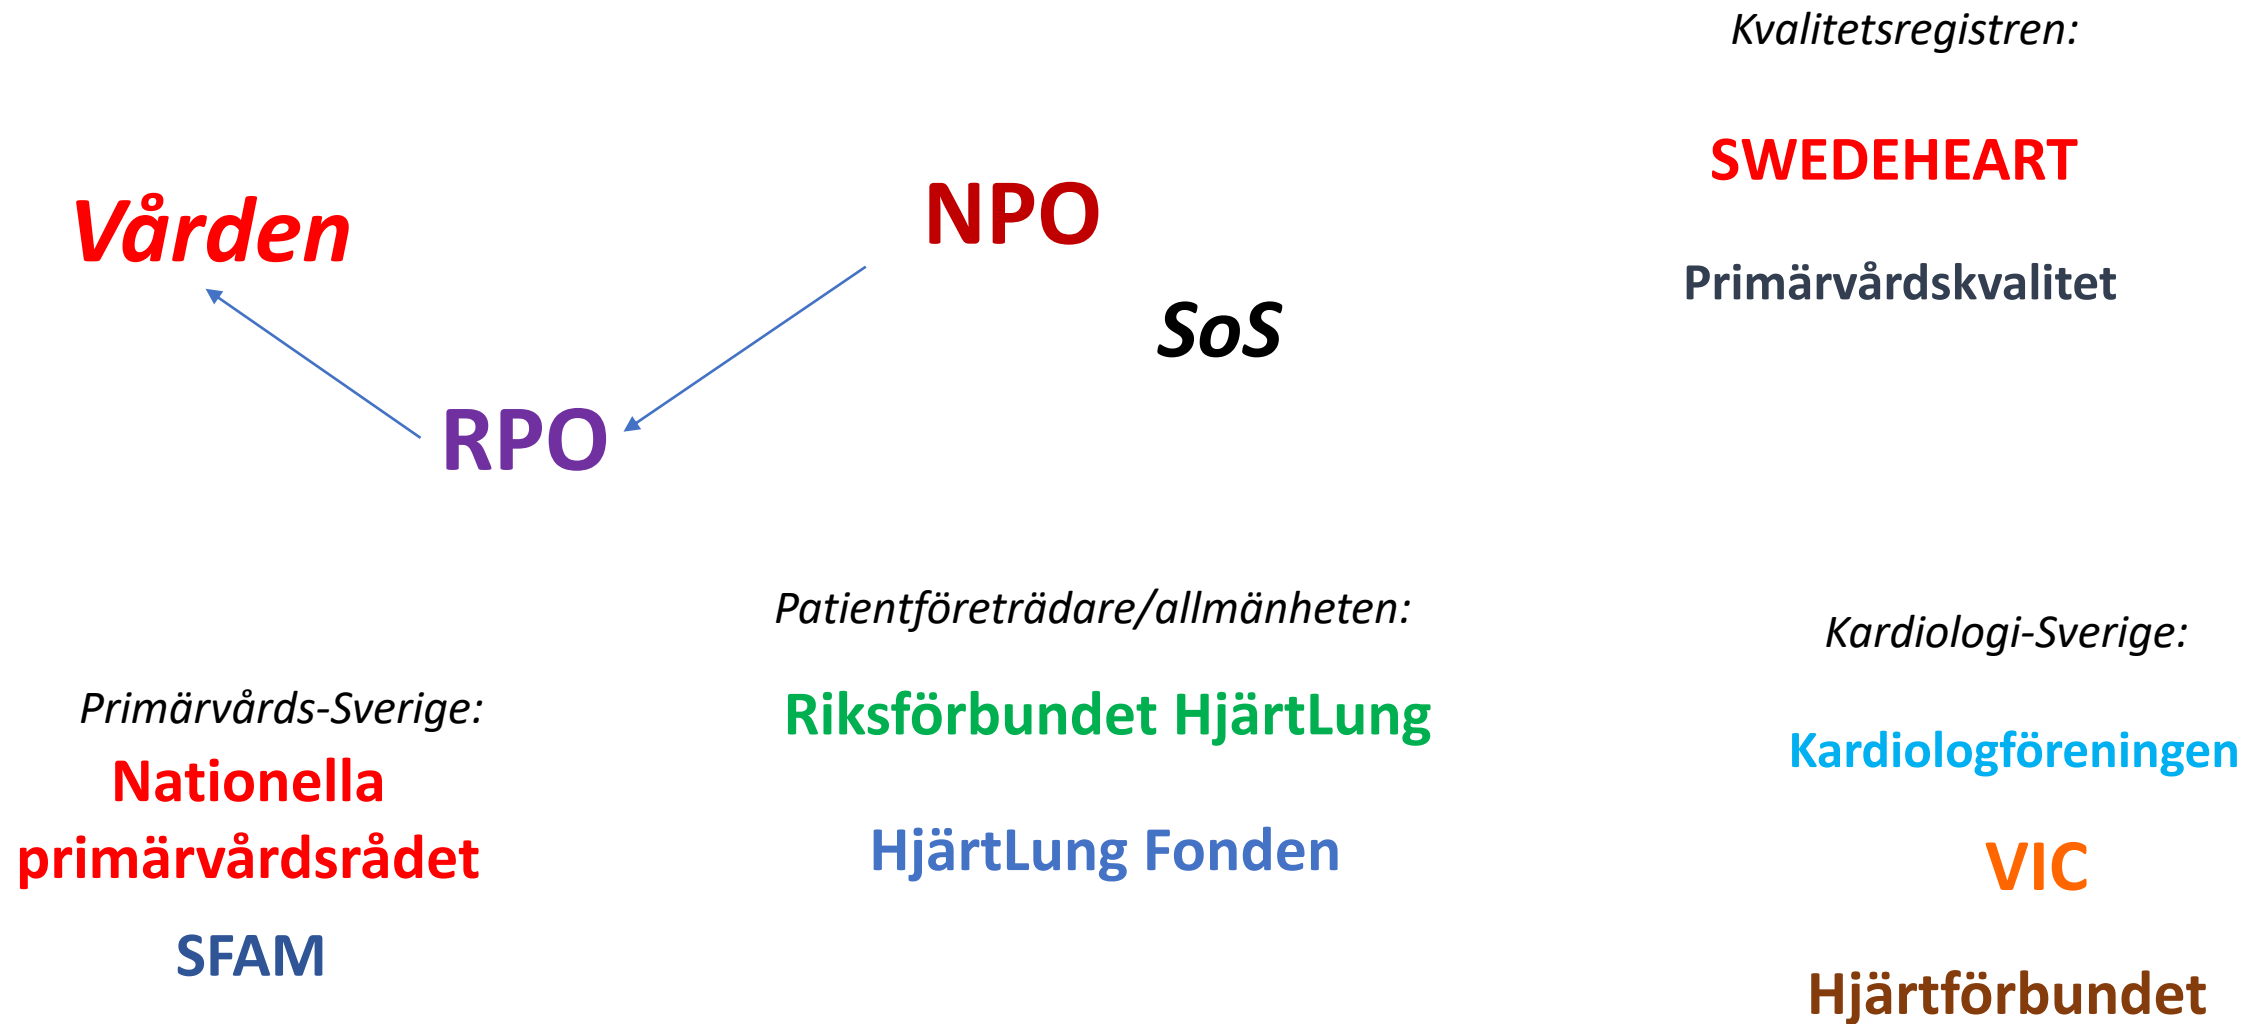 Kvalitetsregistren:
SWEDEHEART
Primärvårdskvalitet
Vården
NPO
SoS
RPO
Patientföreträdare/allmänheten:
Riksförbundet HjärtLung
HjärtLung Fonden
Kardiologi-Sverige:
Kardiologföreningen
VIC
Hjärtförbundet
Primärvårds-Sverige:
Nationella
primärvårdsrådet
SFAM